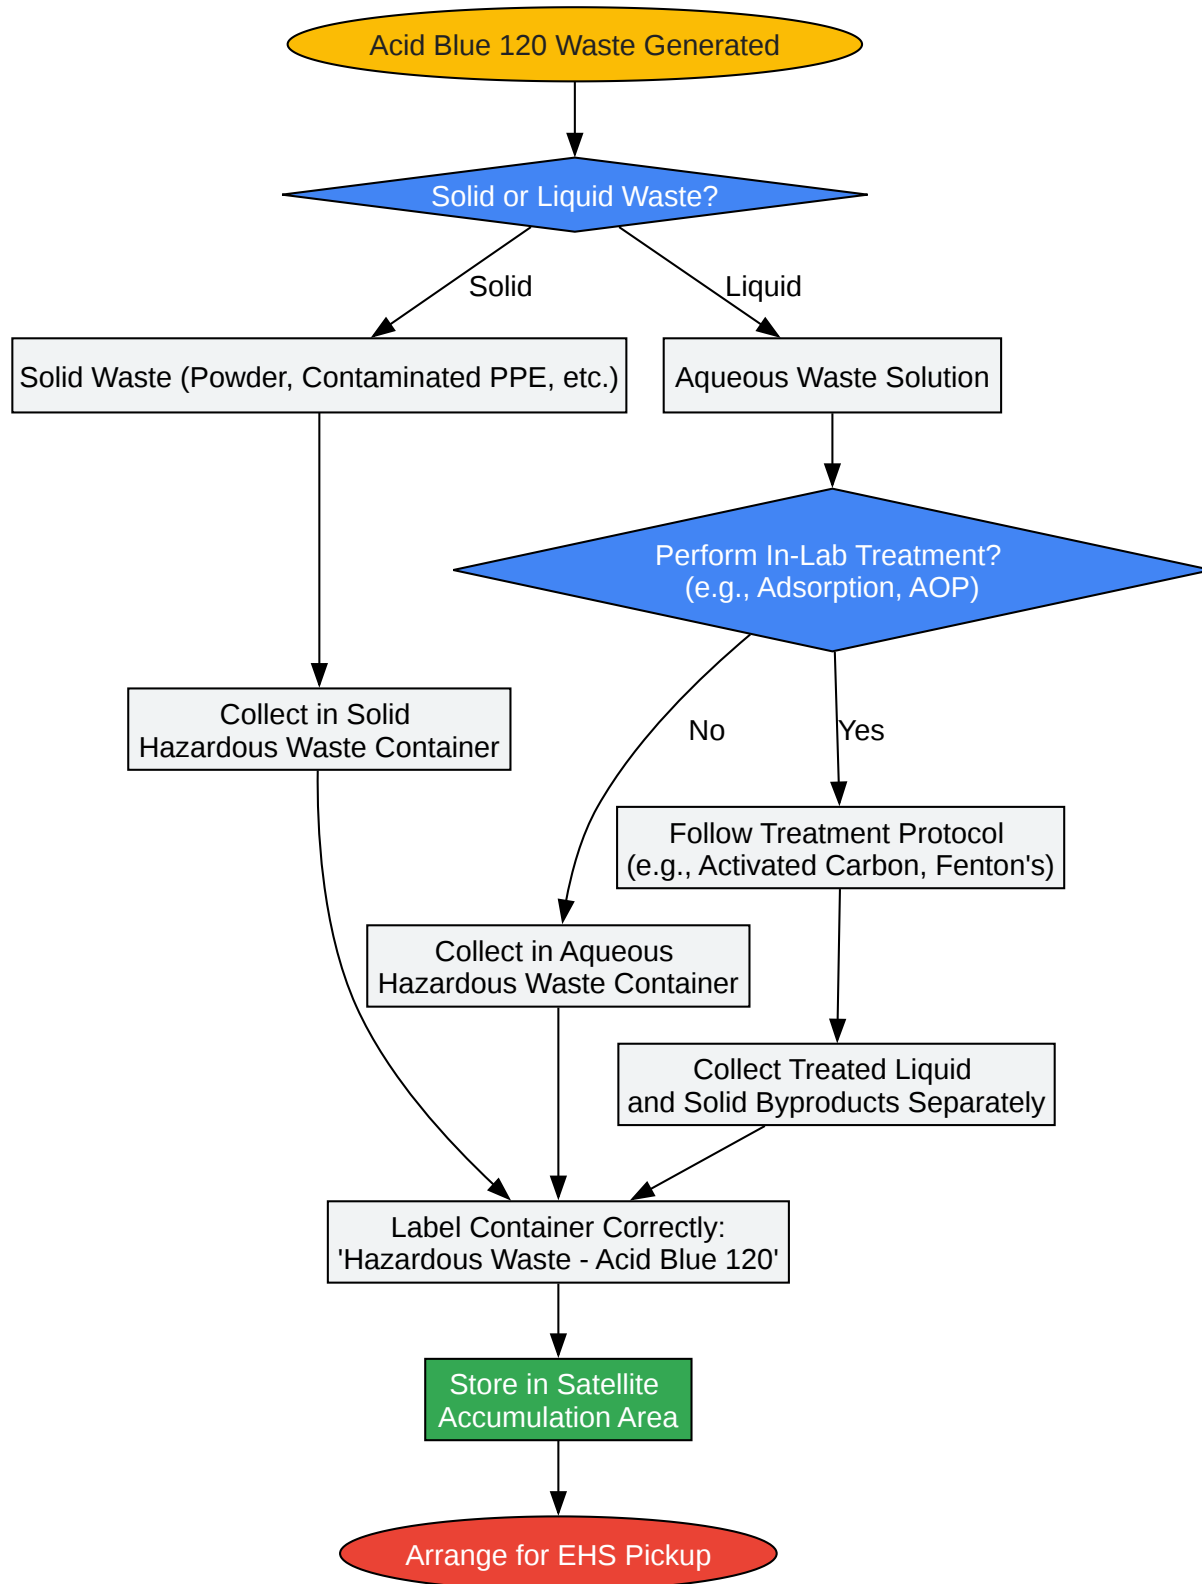 Acid Blue 120 Waste Generated
Solid or Liquid Waste?
Solid
Liquid
Solid Waste (Powder, Contaminated PPE, etc.)
Aqueous Waste Solution
Perform In-Lab Treatment?
(e.g., Adsorption, AOP)
No
Yes
Collect in Solid
Hazardous Waste Container
Follow Treatment Protocol
(e.g., Activated Carbon, Fenton's)
Collect in Aqueous
Hazardous Waste Container
Collect Treated Liquid
and Solid Byproducts Separately
Label Container Correctly:
'Hazardous Waste - Acid Blue 120'
Store in Satellite
Accumulation Area
Arrange for EHS Pickup